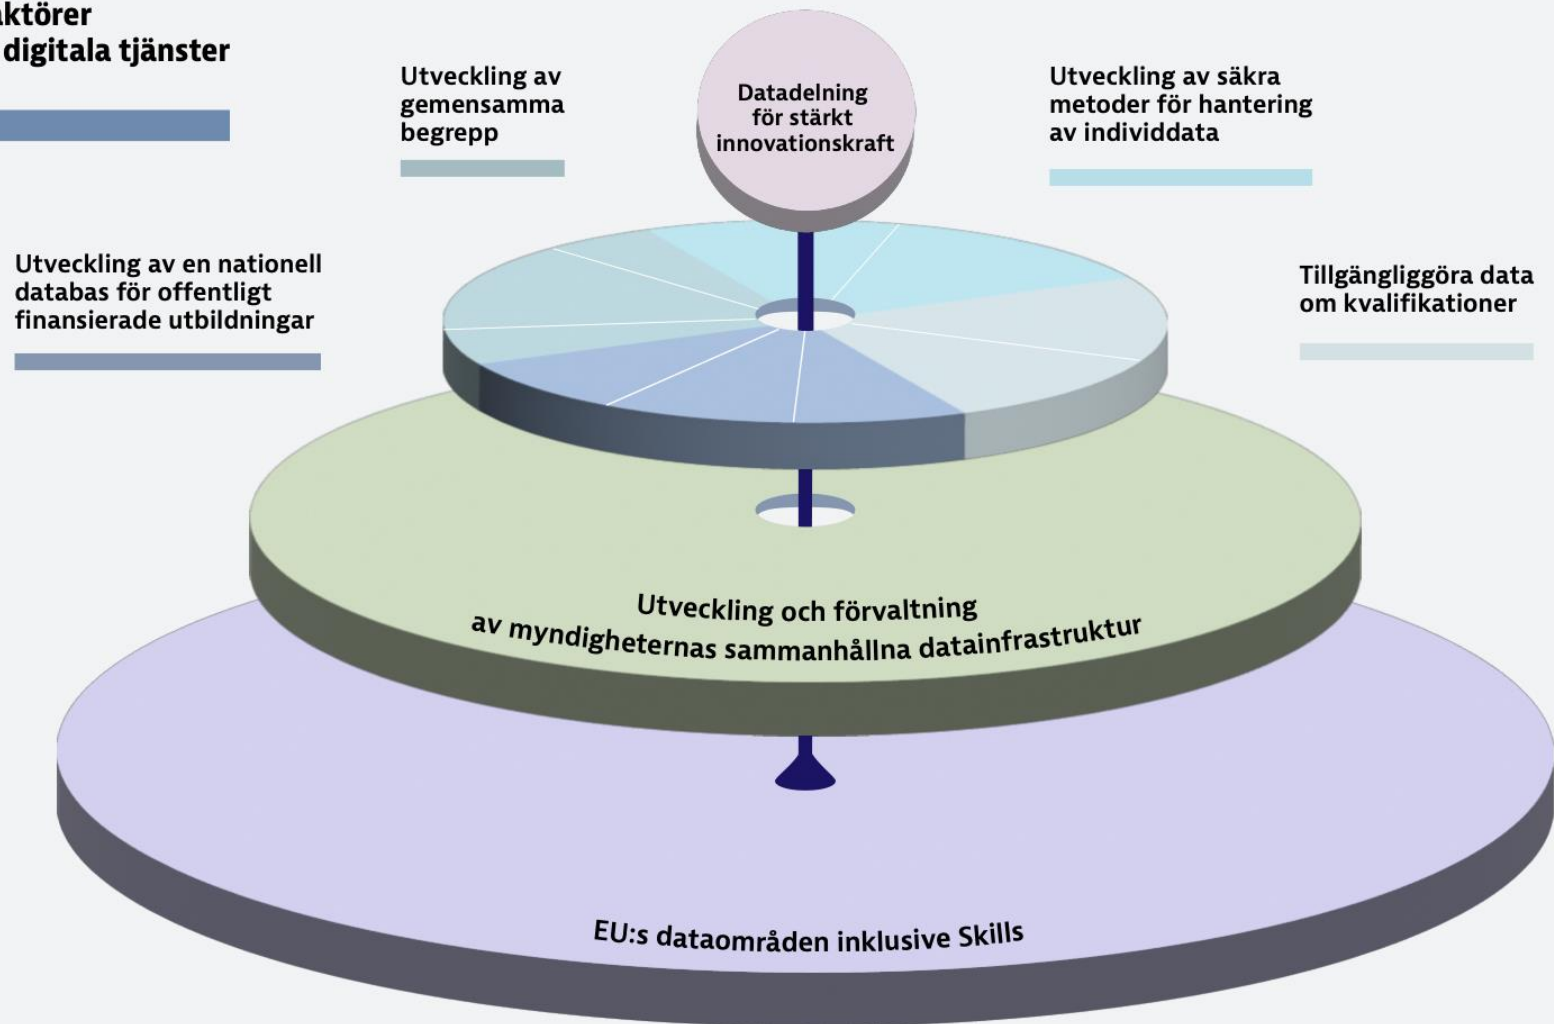 aktörer
digitala tjänster
Utveckling av
gemensamma
begrepp
Datadelning
för stärkt
innovationskraft
Utveckling av säkra
metoder för hantering
av individdata
Utveckling av en nationell
databas för offentligt
finansierade utbildningar
Tillgängliggöra data
om kvalifikationer
Utveckling och förvaltning
av myndigheternas sammanhållna datainfrastruktur
EU:s dataområden inklusive Skills